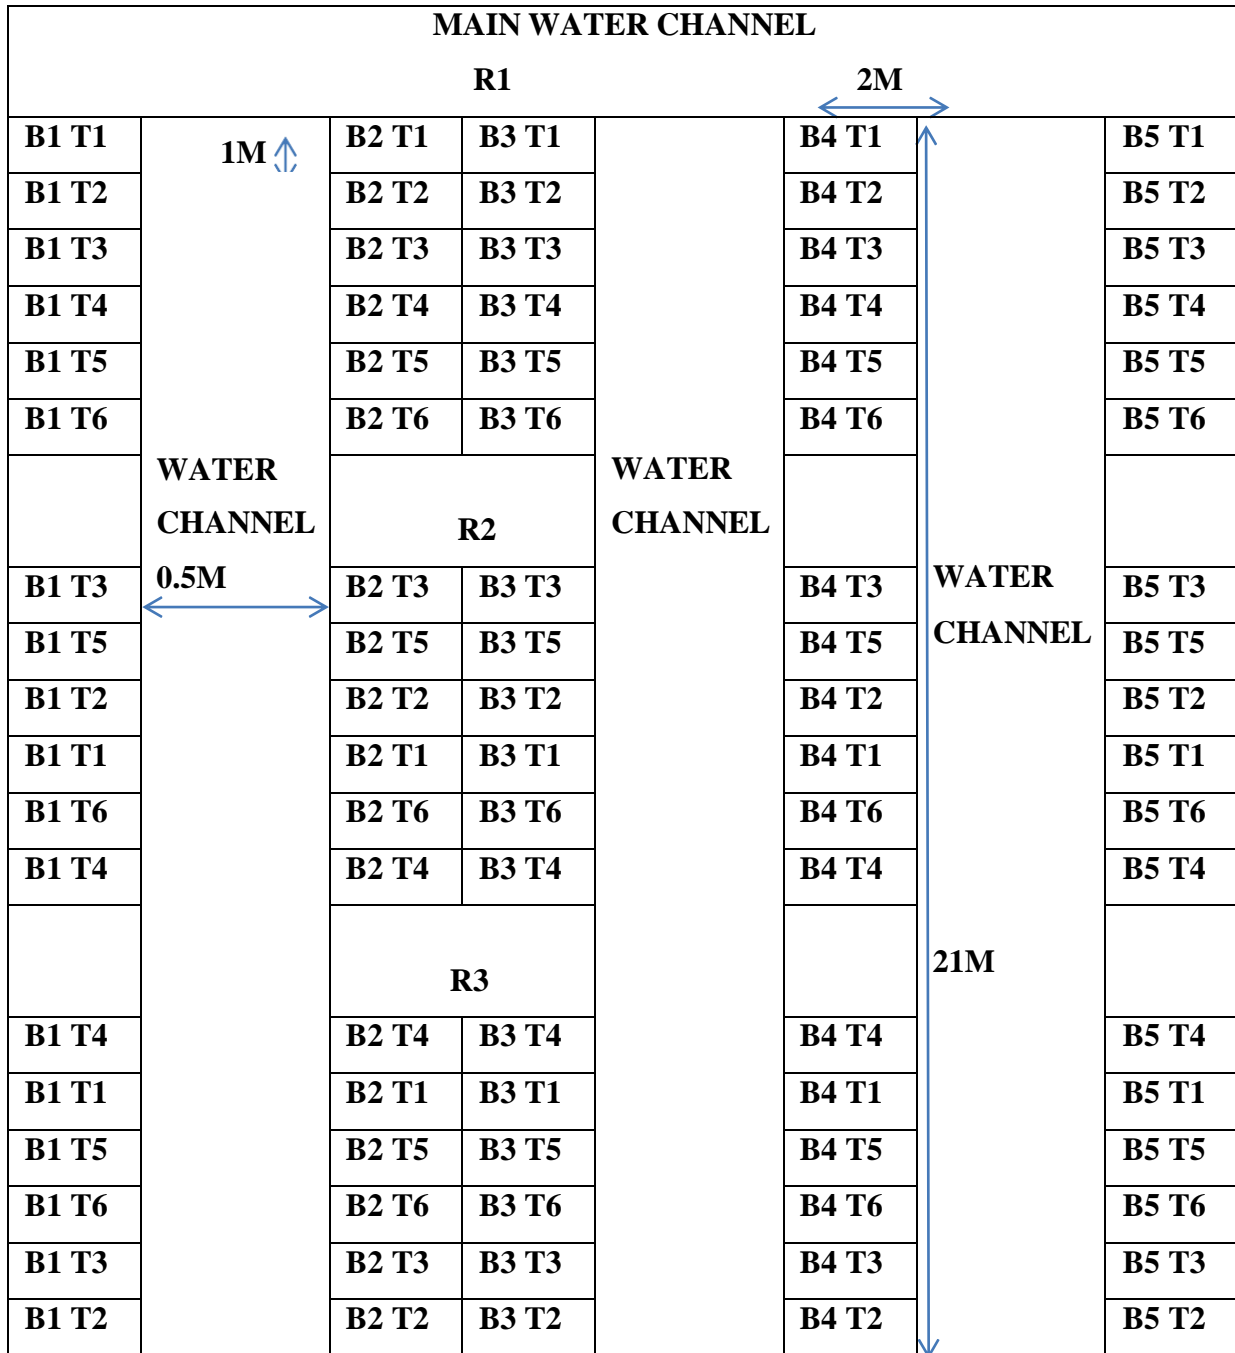 MAIN WATER CHANNEL
R1 2M
B1 T1 1M B2 T1 B3 T1 B4 T1 B5 T1
B1 T2 B2 T2 B3 T2 B4 T2 B5 T2
B1 T3 B2 T3 B3 T3 B4 T3 B5 T3
B1 T4 B2 T4 B3 T4 B4 T4 B5 T4
B1 T5 B2 T5 B3 T5 B4 T5 B5 T5
B1 T6 B2 T6 B3 T6 B4 T6 B5 T6
WATER WATER
CHANNEL R2 CHANNEL
B1 T3 0.5M B2 T3 B3 T3 B4 T3 WATER B5 T3
B1 T5 B2 T5 B3 T5 B4 T5 CHANNEL B5 T5
B1 T2 B2 T2 B3 T2 B4 T2 B5 T2
B1 T1 B2 T1 B3 T1 B4 T1 B5 T1
B1 T6 B2 T6 B3 T6 B4 T6 B5 T6
B1 T4 B2 T4 B3 T4 B4 T4 B5 T4
R3 21M
B1 T4 B2 T4 B3 T4 B4 T4 B5 T4
B1 T1 B2 T1 B3 T1 B4 T1 B5 T1
B1 T5 B2 T5 B3 T5 B4 T5 B5 T5
B1 T6 B2 T6 B3 T6 B4 T6 B5 T6
B1 T3 B2 T3 B3 T3 B4 T3 B5 T3
B1 T2 B2 T2 B3 T2 B4 T2 B5 T2